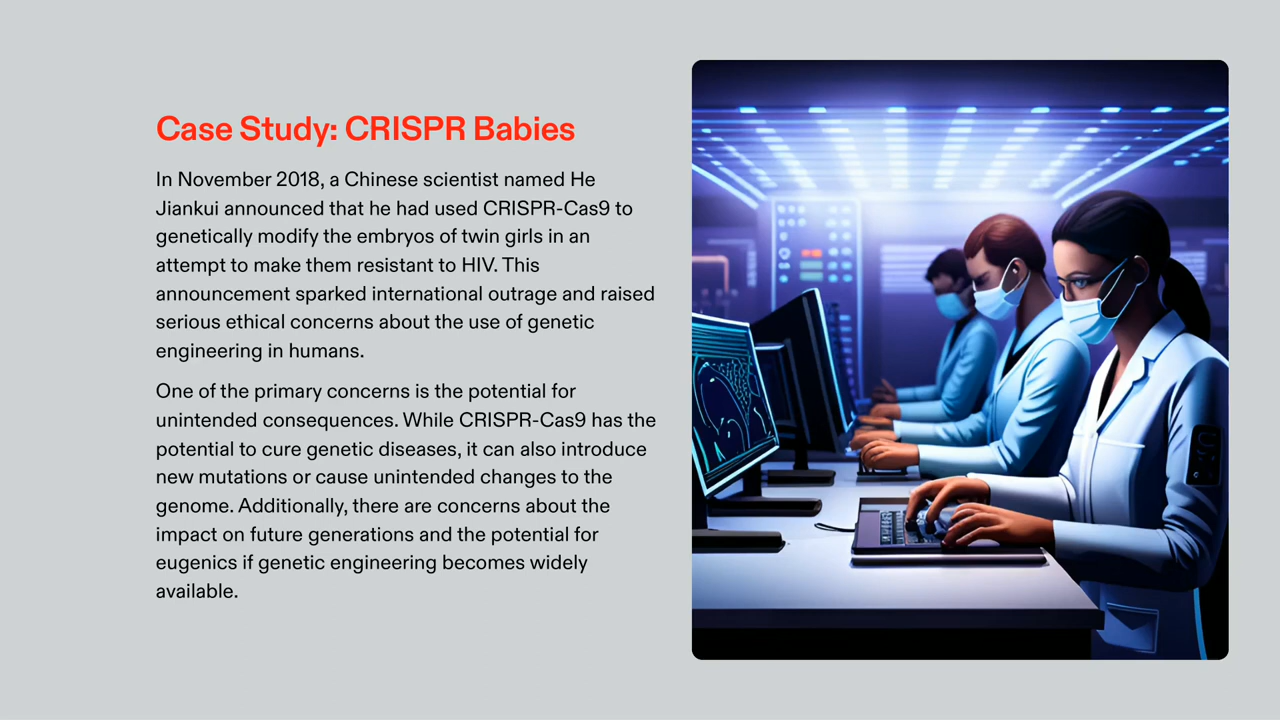 Case Study: CRISPR Babies
In November 2018, a Chinese scientist named He
Jiankui announced that he had used CRISPR-Cas9 to
genetically modify the embryos of twin girls in an
attempt to make them resistant to HIV. This
announcement sparked international outrage and raised
serious ethical concerns about the use of genetic
engineering in humans.
One of the primary concerns is the potential for
unintended consequences. While CRISPR-Cas9 has the
potential to cure genetic diseases, it can also introduce
new mutations or cause unintended changes to the
genome. Additionally, there are concerns about the
impact on future generations and the potential for
eugenics if genetic engineering becomes widely
available.